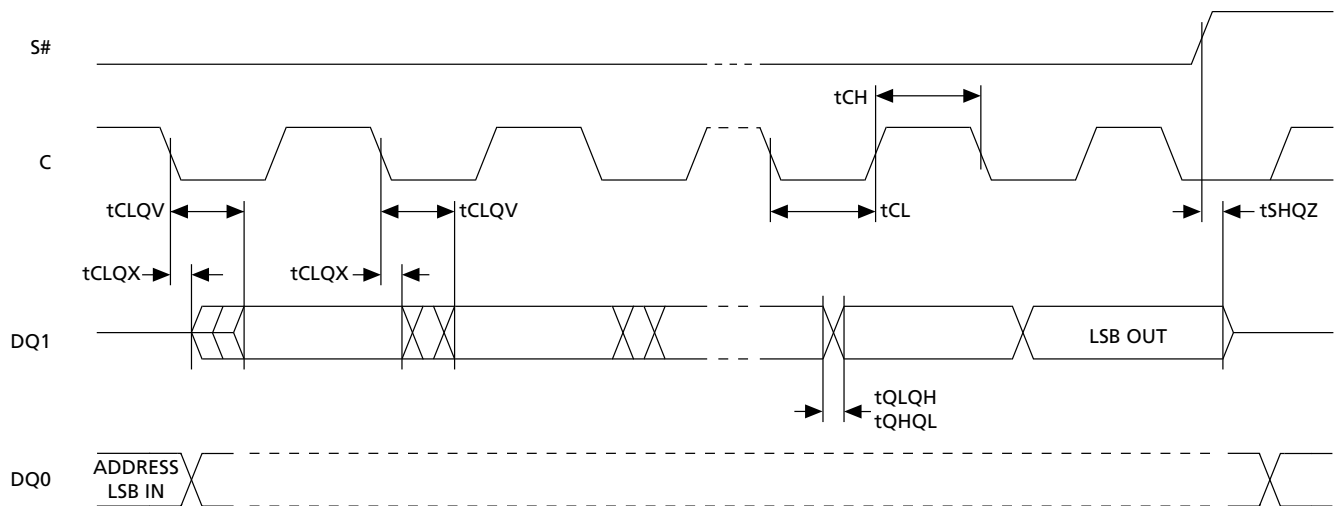 S#
tCH
C
tCLQV
tCLQV
tCL
tSHQZ
tCLQX
tCLQX
DQ1
LSB OUT
tQLQH
tQHQL
DQ0
ADDRESS
LSB IN